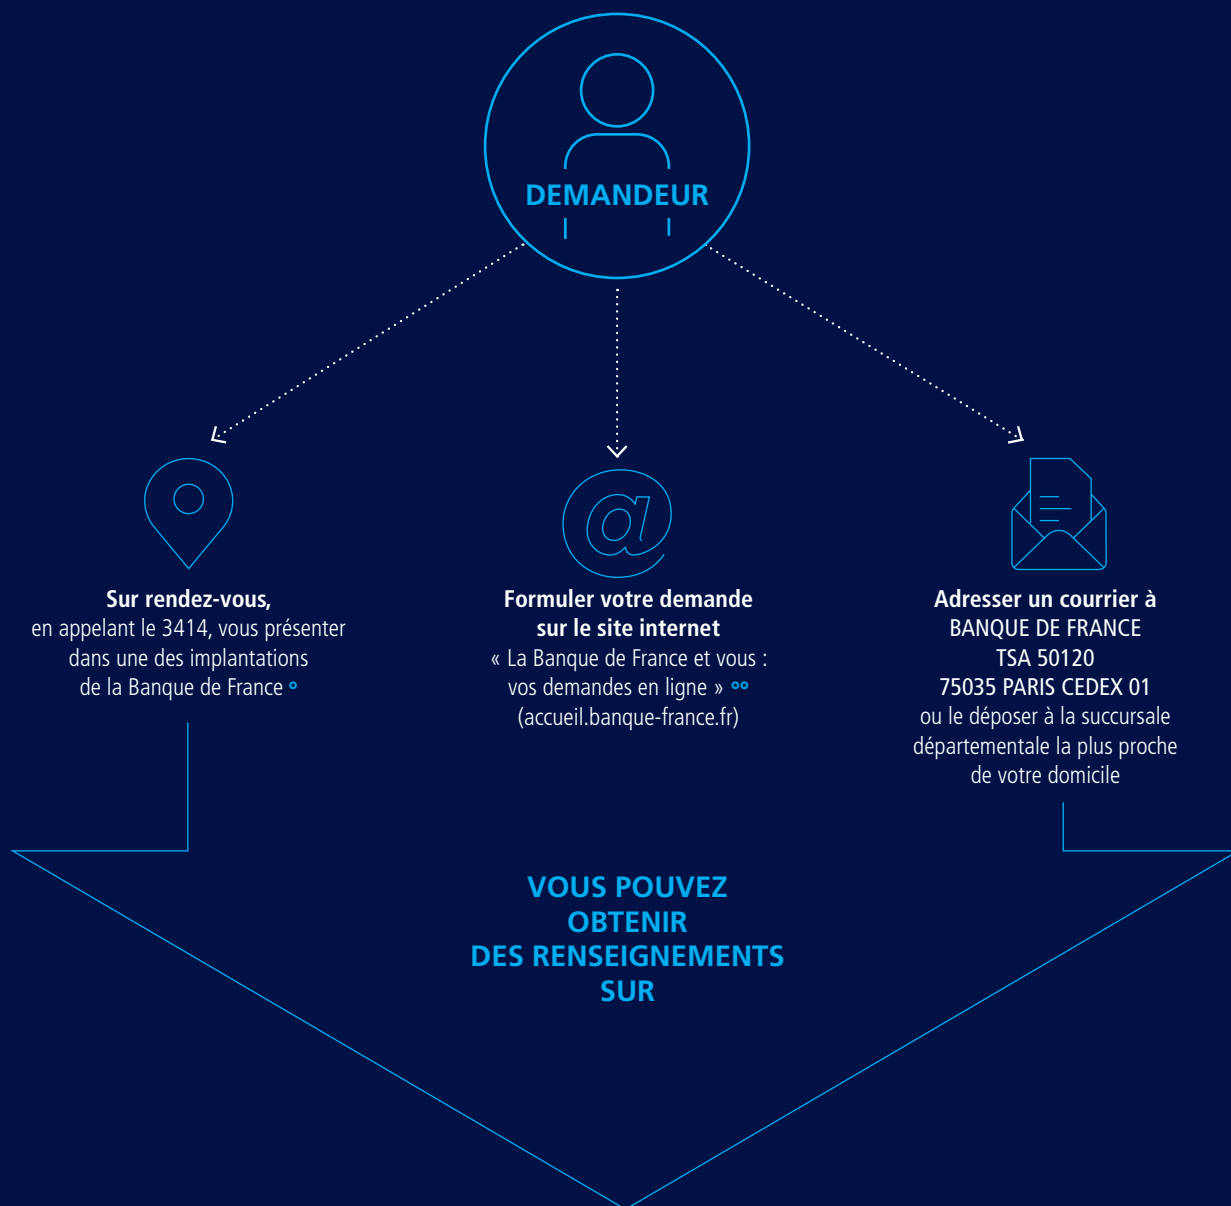 DEMANDEUR
Sur rendez-vous,
en appelant le 3414, vous présenter
dans une des implantations
de la Banque de France °
Formuler votre demande
sur le site internet
« La Banque de France et vous :
vos demandes en ligne » °°
(accueil.banque-france.fr)
Adresser un courrier à
BANQUE DE FRANCE
TSA 50120
75035 PARIS CEDEX 01
ou le déposer à la succursale
départementale la plus proche
de votre domicile
VOUS POUVEZ
OBTENIR
DES RENSEIGNEMENTS
SUR